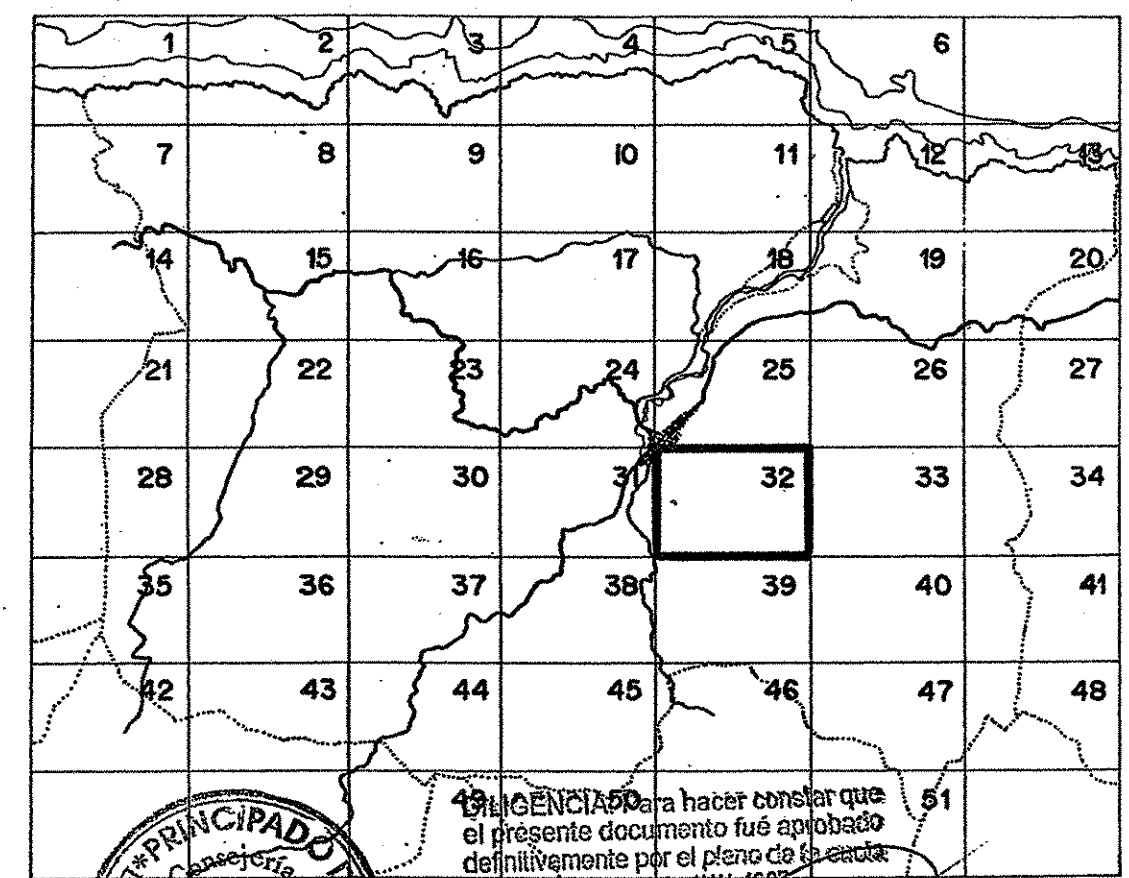 1 2 3 4 5 6
7 8 9 10 11 12 13
14 15 16 17 18 19 20
21 22 23 24 25 26 27
28 29 30 31 32 33 34
35 36 37 38 39 40 41
42 43 44 45 46 47 48
49 50 51
*PRINCIPADO
Consejería
DILIGENCIA: Para hacer constar que
el presente documento fué aprobado
definitivamente por el pleno de la